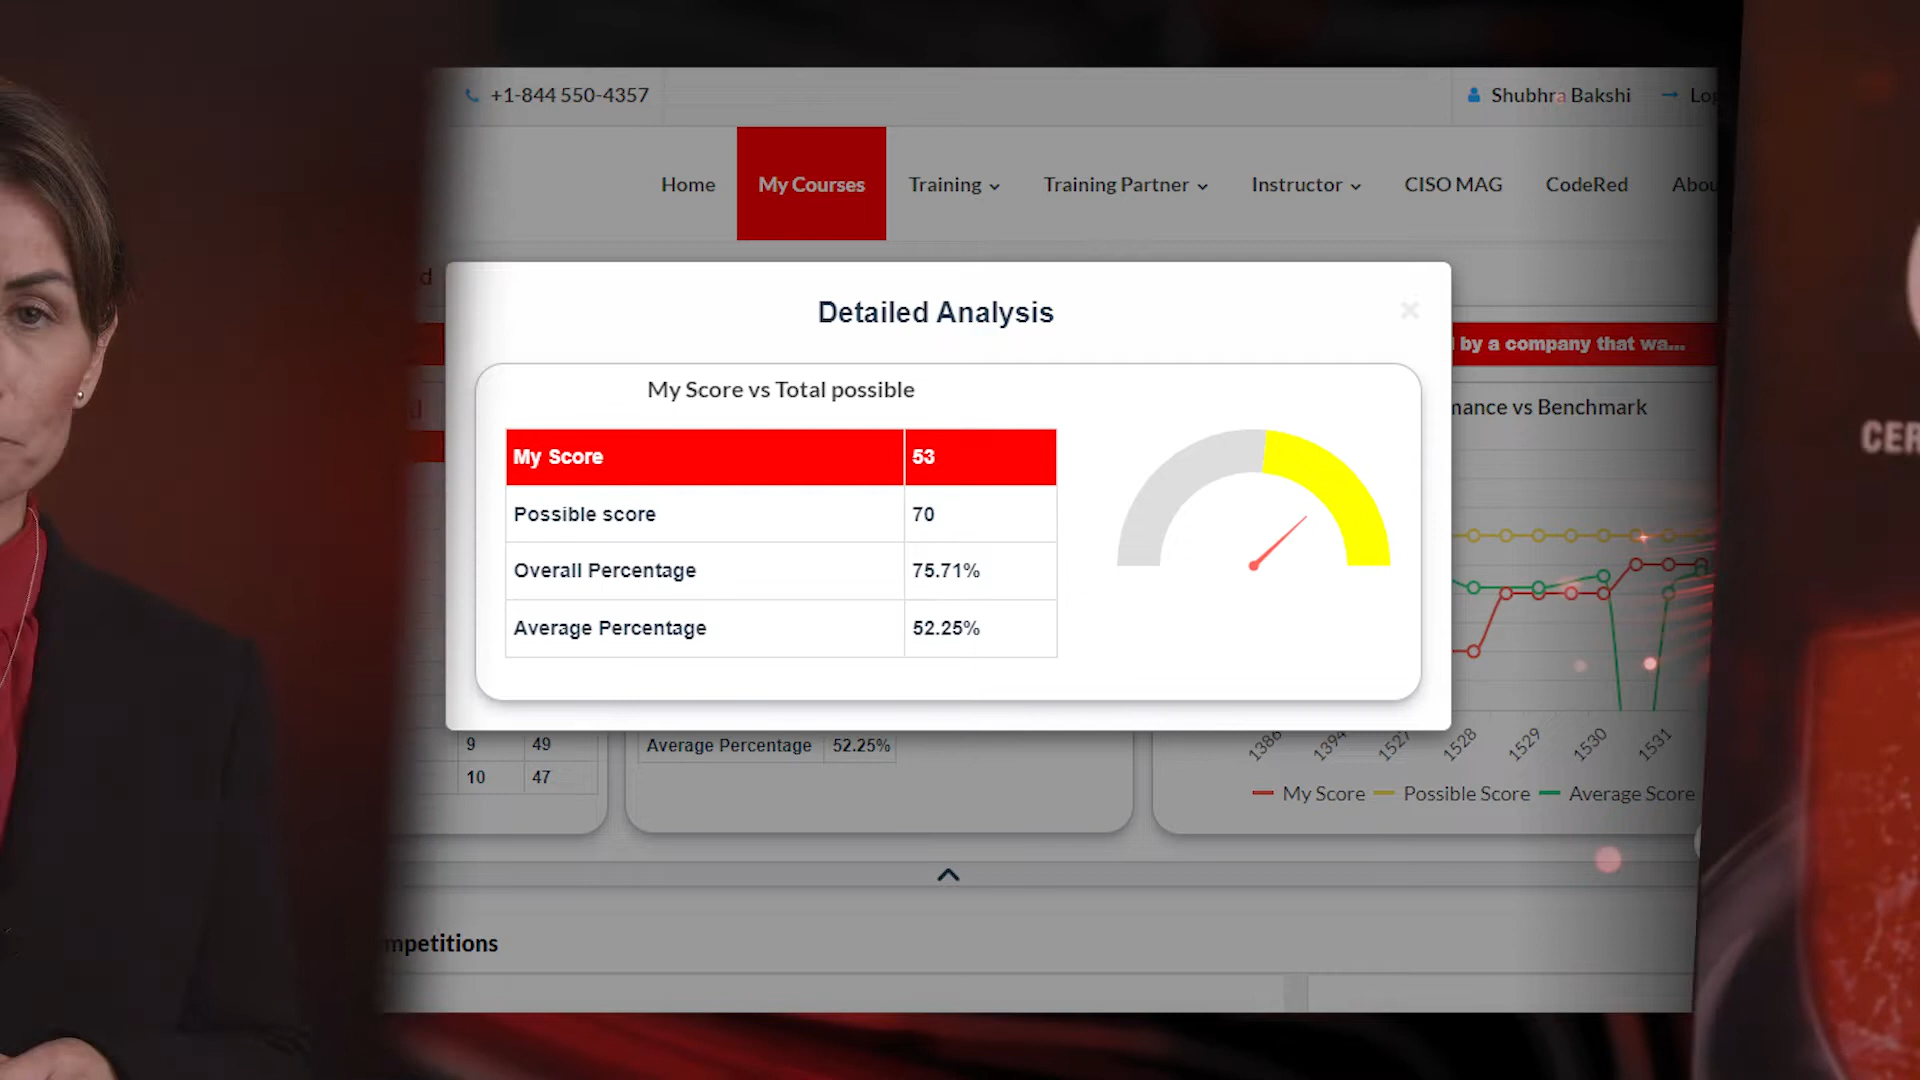 +1-844 550-4357
Shubhra Bakshi
Home
My Courses
Training
Training Partner
Instructor
CISO MAG
CodeRed
Detailed Analysis
by a company that wa...
My Score vs Total possible
vs Benchmark
My Score 53
Possible score 70
Overall Percentage 75.71%
Average Percentage 52.25%
9 49
10 47
Average Percentage 52.25%
1386 1394 1527 1528 1529 1530 1531
My Score Possible Score Average Score